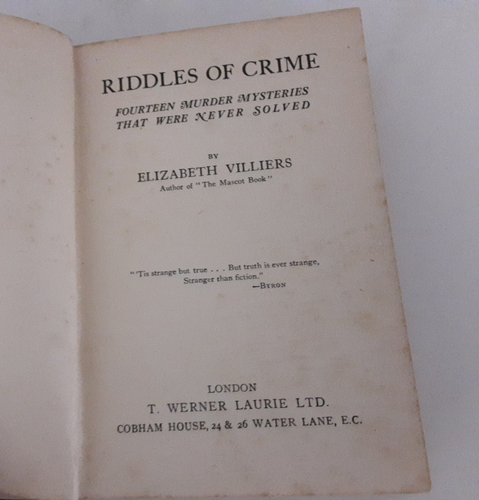 RIDDLES OF CRIME
FOURTEEN MURDER MYSTERIES
THAT WERE NEVER SOLVED
BY
ELIZABETH VILLIERS
Author of "The Mascot Book"
"'Tis strange but true . . . But truth is ever strange,
Stranger than fiction."
—BYRON
LONDON
T. WERNER LAURIE LTD.
COBHAM HOUSE, 24 & 26 WATER LANE, E.C.